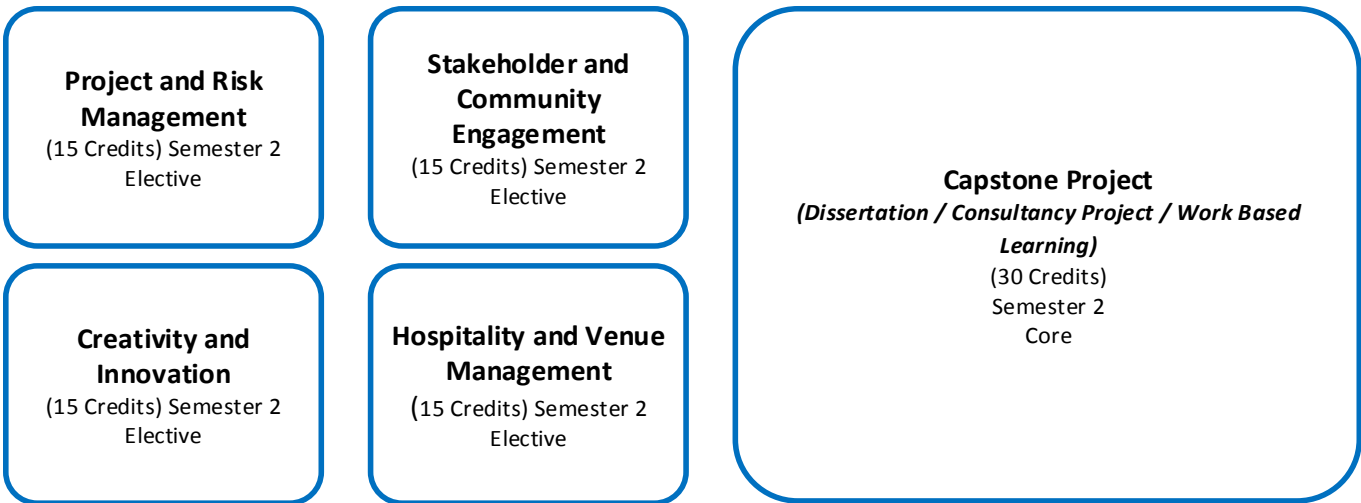 Project and Risk
Management
(15 Credits) Semester 2
Elective
Stakeholder and
Community
Engagement
(15 Credits) Semester 2
Elective
Creativity and
Innovation
(15 Credits) Semester 2
Elective
Hospitality and Venue
Management
(15 Credits) Semester 2
Elective
Capstone Project
(Dissertation / Consultancy Project / Work Based
Learning)
(30 Credits)
Semester 2
Core